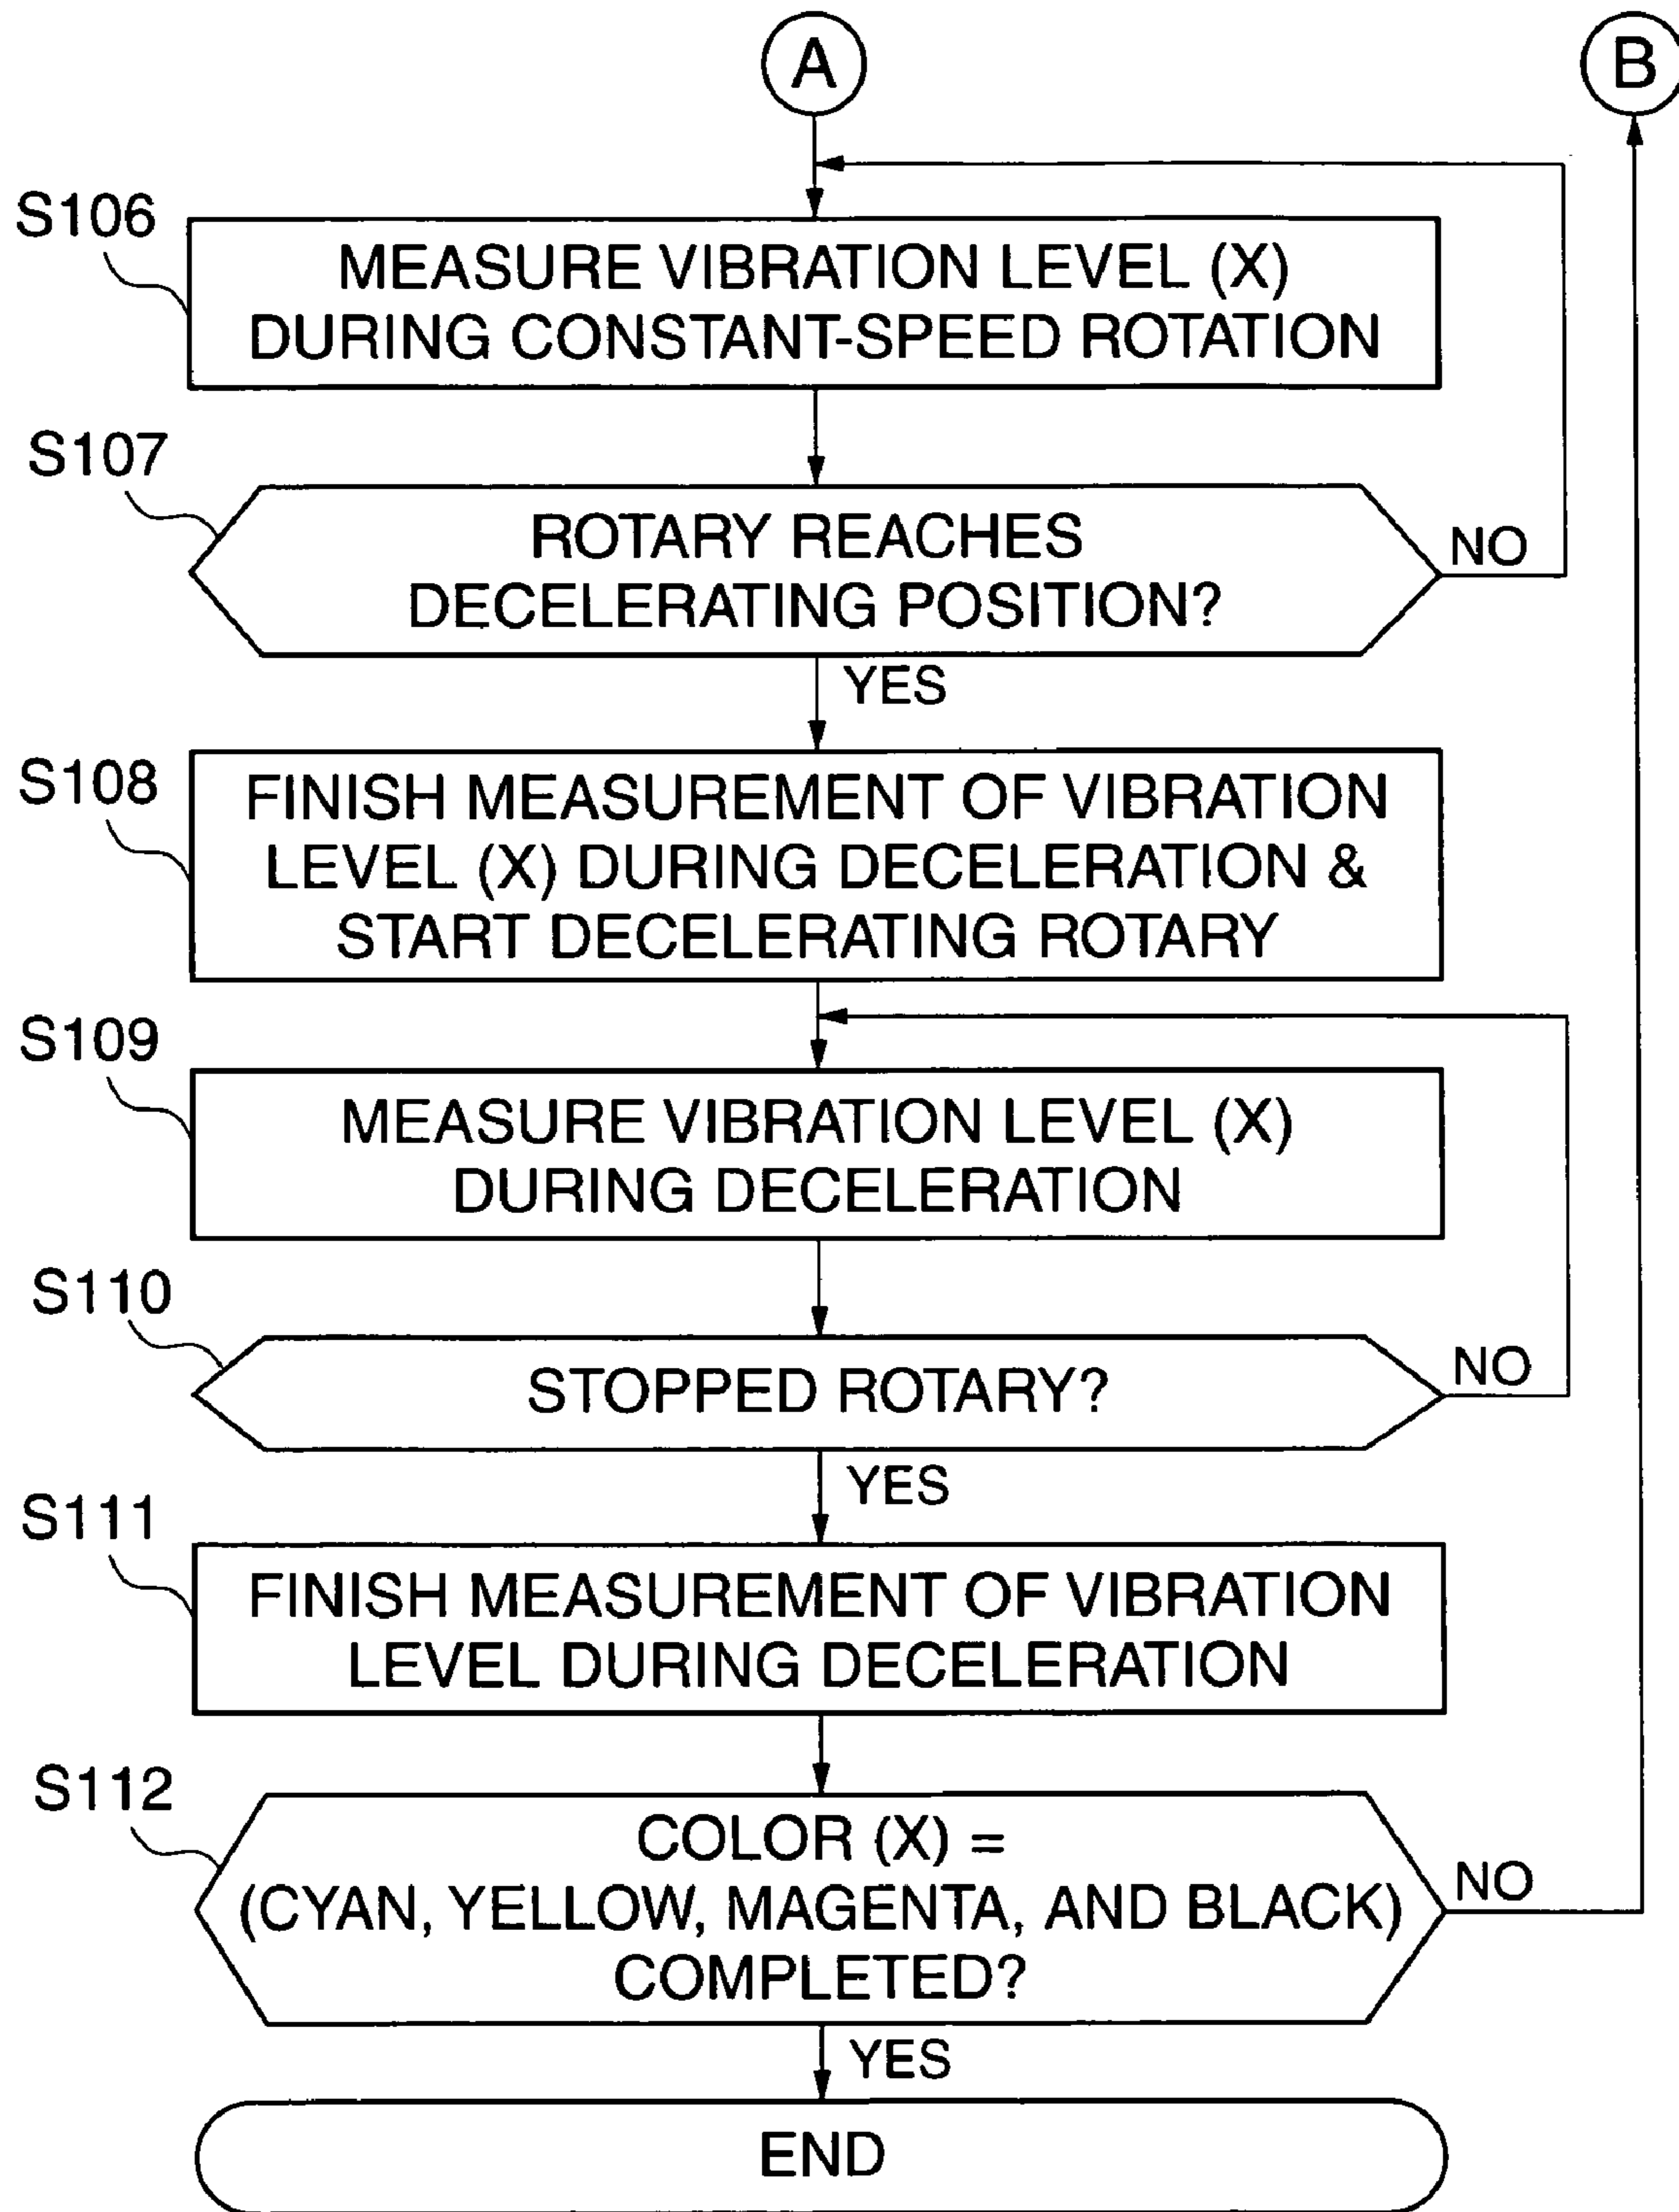 A
B
S106
MEASURE VIBRATION LEVEL (X)
DURING CONSTANT-SPEED ROTATION
S107
ROTARY REACHES
DECELERATING POSITION?
NO
YES
S108
FINISH MEASUREMENT OF VIBRATION
LEVEL (X) DURING DECELERATION &
START DECELERATING ROTARY
S109
MEASURE VIBRATION LEVEL (X)
DURING DECELERATION
S110
STOPPED ROTARY?
NO
YES
S111
FINISH MEASUREMENT OF VIBRATION
LEVEL DURING DECELERATION
S112
COLOR (X) =
(CYAN, YELLOW, MAGENTA, AND BLACK)
COMPLETED?
NO
YES
END